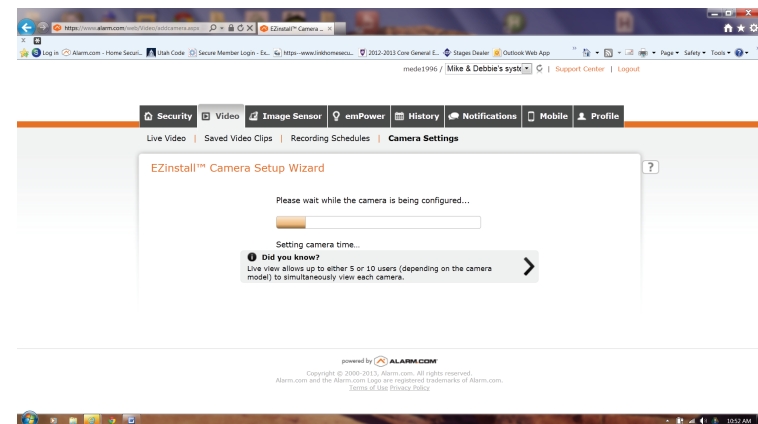 https://www.alarm.com/web/Video/addcamera.aspx
EZinstall™ Camera ...
Log in
Alarm.com - Home Securi...
Utah Code
Secure Member Login - Ex...
https--www.linkhomesecu...
2012-2013 Core General E...
Stages Dealer
Outlook Web App
Page
Safety
Tools
mede1996 / Mike & Debbie's syste
Support Center | Logout
Security
Video
Image Sensor
emPower
History
Notifications
Mobile
Profile
Live Video | Saved Video Clips | Recording Schedules | Camera Settings
EZinstall™ Camera Setup Wizard
?
Please wait while the camera is being configured...
Setting camera time...
Did you know?
Live view allows up to either 5 or 10 users (depending on the camera
model) to simultaneously view each camera.
powered by ALARM.COM
Copyright © 2000-2013, Alarm.com. All rights reserved.
Alarm.com and the Alarm.com Logo are registered trademarks of Alarm.com.
Terms of Use Privacy Policy
10:52 AM